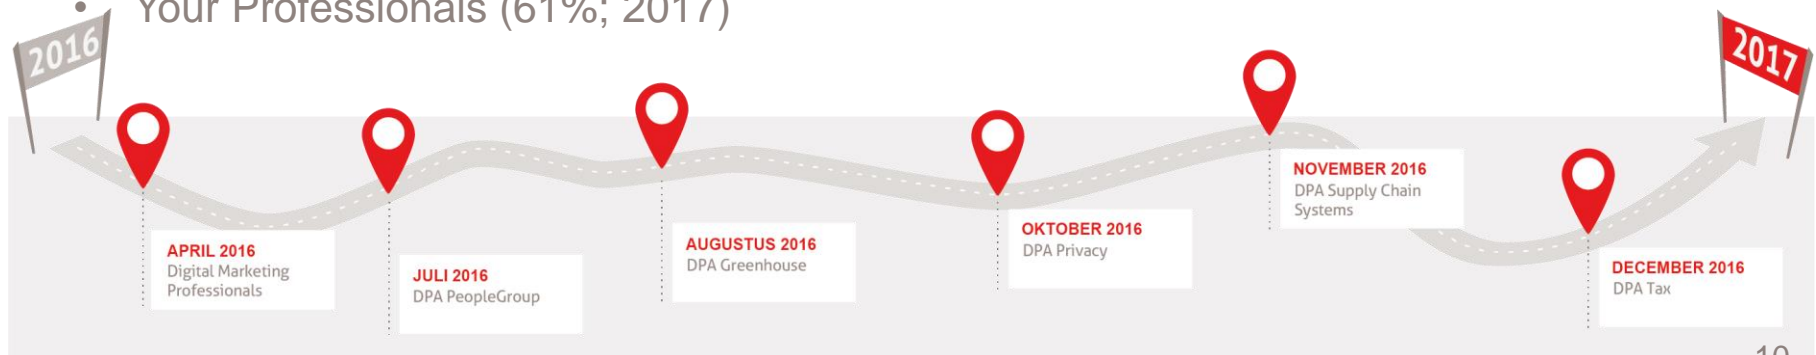 • Your Professionals (61%; 2017)
2016
2017
APRIL 2016
Digital Marketing
Professionals
JULI 2016
DPA PeopleGroup
AUGUSTUS 2016
DPA Greenhouse
OKTOBER 2016
DPA Privacy
NOVEMBER 2016
DPA Supply Chain
Systems
DECEMBER 2016
DPA Tax
10